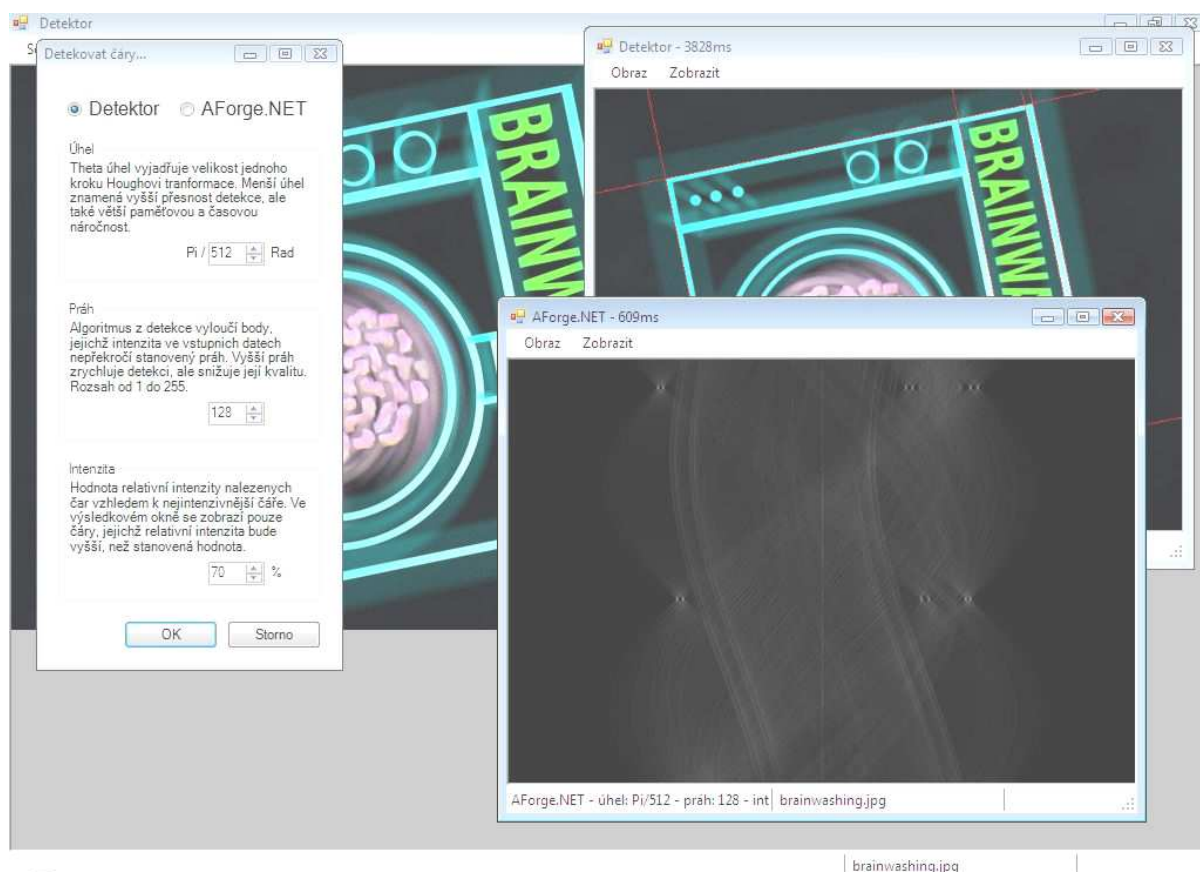 Detektor
Detekovat čáry...
Detektor AForge.NET
Úhel
Theta úhel vyjadřuje velikost jednoho
kroku Houghovi tranformace. Menší úhel
znamená vyšší přesnost detekce, ale
také větší paměťovou a časovou
náročnost.
Pi / 512 Rad
Práh
Algoritmus z detekce vyloučí body,
jejichž intenzita ve vstupnich datech
nepřekročí stanovený práh. Vyšší práh
zrychluje detekci, ale snižuje její kvalitu.
Rozsah od 1 do 255.
128
Intenzita
Hodnota relativní intenzity nalezených
čar vzhledem k nejintenzivnější čáře. Ve
výsledkovém okně se zobrazí pouze
čáry, jejichž relativní intenzita bude
vyšší, než stanovená hodnota.
70 %
OK Storno
BRAINW
Detektor - 3828ms
Obraz Zobrazit
BRAINWA
AForge.NET - 609ms
Obraz Zobrazit
AForge.NET - úhel: Pi/512 - práh: 128 - int brainwashing.jpg
brainwashing.jpg